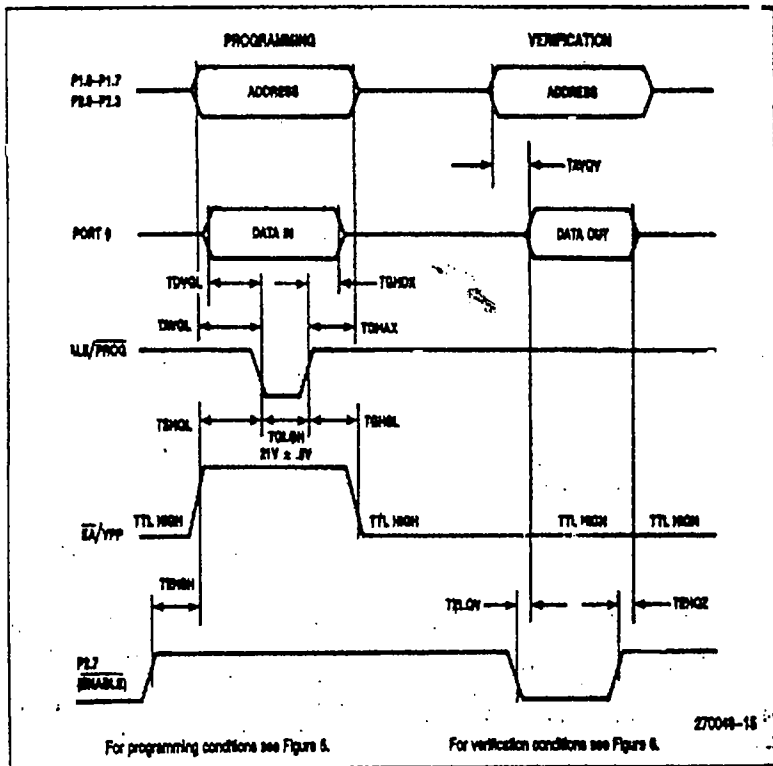 PROGRAMMING VERIFICATION
P1.0–P1.7
P2.0–P2.3
ADDRESS ADDRESS
TAVQV
PORT 0
DATA IN DATA OUT
TDVGL TGHDX
TAVGL TGHAX
ALE/PROG
TSHGL TGLGH TGHSL
21V ± .5V
TTL HIGH TTL HIGH TTL HIGH TTL HIGH
EA/VPP
TEHSH
TELQV TEHQZ
P2.7
(ENABLE)
270048–15
For programming conditions see Figure 5. For verification conditions see Figure 6.